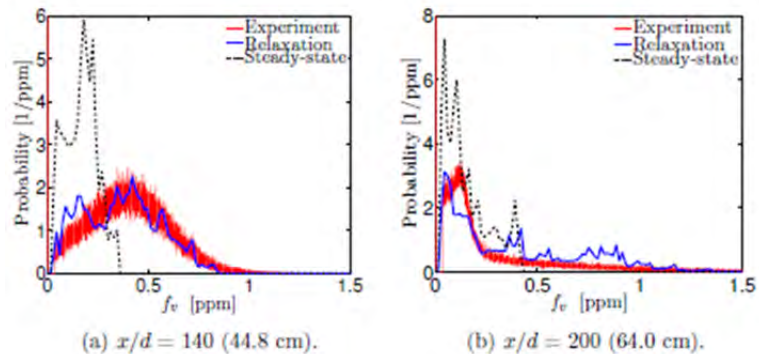 6
5
4
3
2
1
0
0
0.5
1
1.5
Probability [1/ppm]
f_v [ppm]
Experiment
Relaxation
Steady-state
(a) x/d = 140 (44.8 cm).
8
6
4
2
0
0
0.5
1
1.5
Probability [1/ppm]
f_v [ppm]
Experiment
Relaxation
Steady-state
(b) x/d = 200 (64.0 cm).